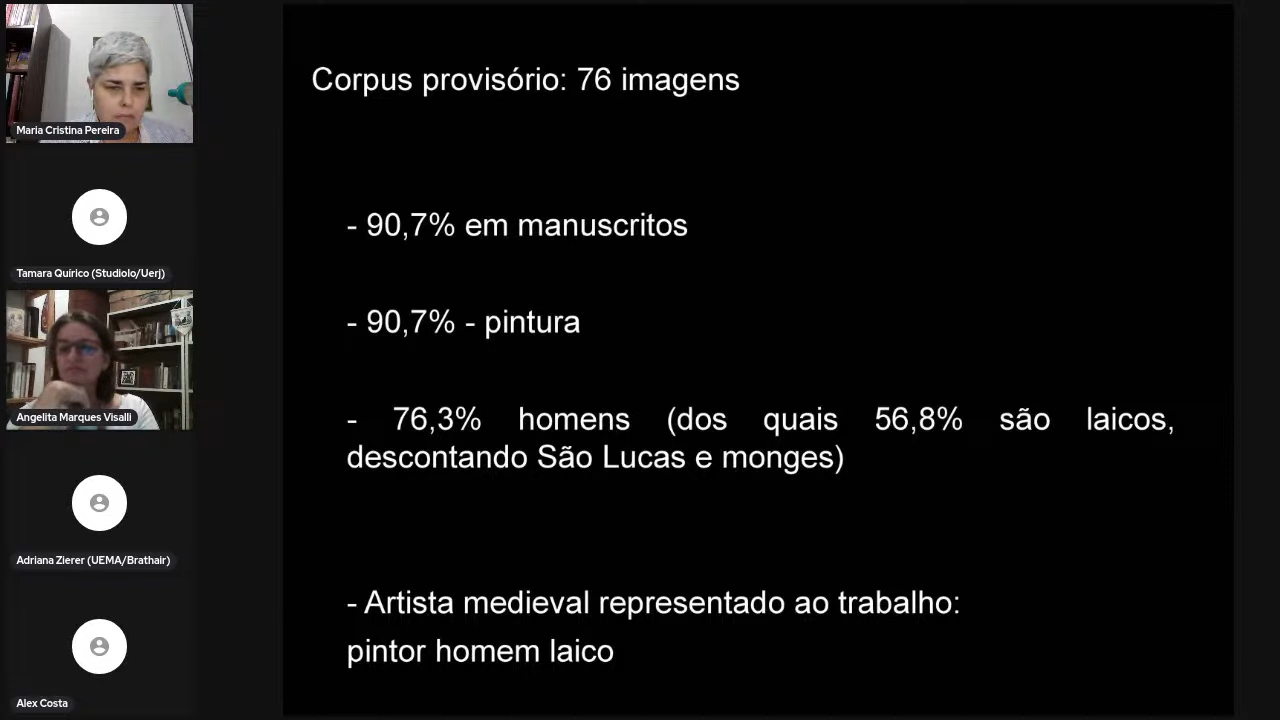 Maria Cristina Pereira
Tamara Quírico (Studiolo/Uerj)
Angelita Marques Visalli
Adriana Zierer (UEMA/Brathair)
Alex Costa
Corpus provisório: 76 imagens
- 90,7% em manuscritos
- 90,7% - pintura
- 76,3% homens (dos quais 56,8% são laicos,
descontando São Lucas e monges)
- Artista medieval representado ao trabalho:
pintor homem laico